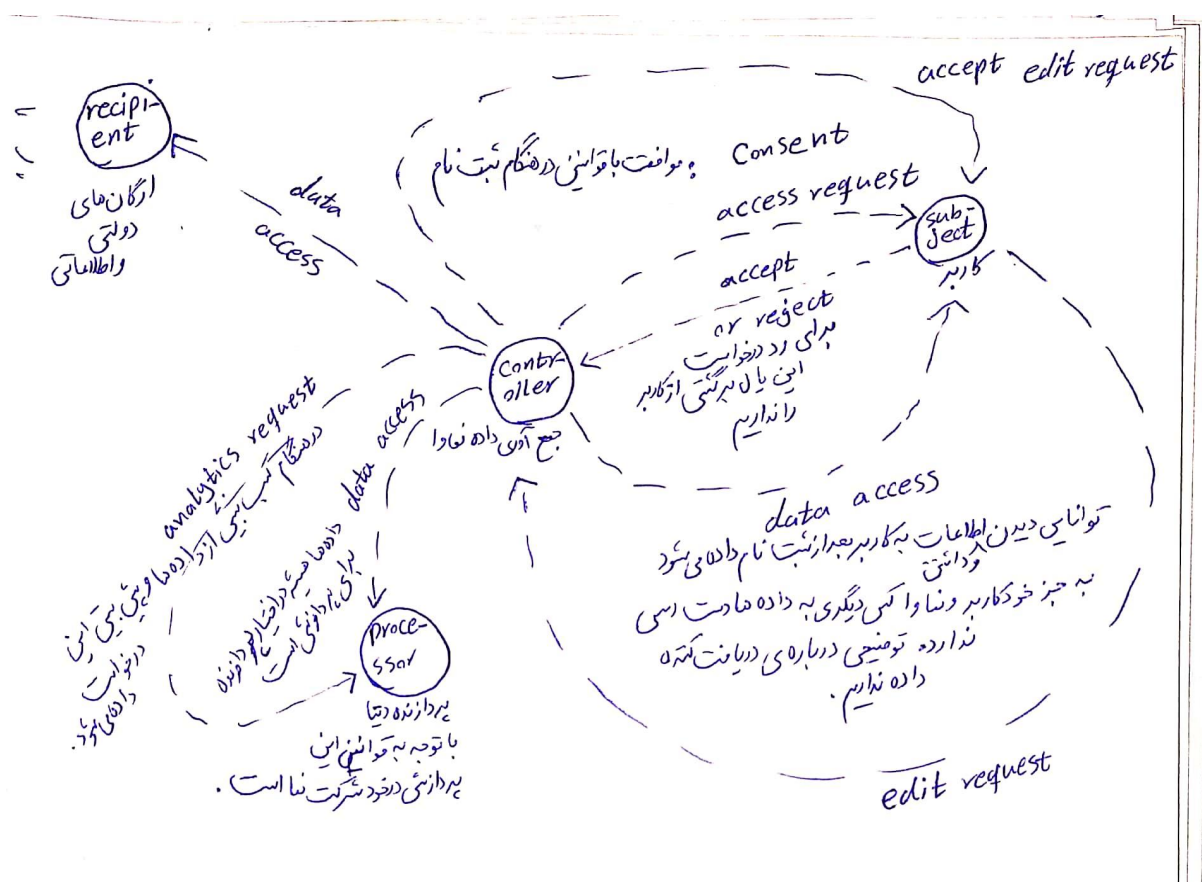 accept edit request
recipi-
ent
ارگان‌های
دولتی
و اطلاعاتی
data
access
Consent
به موافقت با قوانین در هنگام ثبت نام
access request
sub-
ject
کاربر
accept
or reject
برای رد درخواست
این یال برگشتی از کاربر
را نداریم
contr-
oller
جمع آوری داده نماوا
analytics request
در هنگام کسب بینش از داده ها و پیش بینی این
درخواست
داده می شود.
data access
داده ها همیشه در اختیار پردازنده
برای پردازش است
proce-
ssor
پردازنده دیتا
با توجه به قوانین این
پردازش در خود شرکت نما است.
data access
توانایی دیدن و داشتن اطلاعات به کاربر بعد از ثبت نام داده می شود
به جز خود کاربر و نماوا کس دیگری به داده ها دست رسی
ندارد. توضیحی درباره ی دریافت کننده
داده نداریم.
edit request